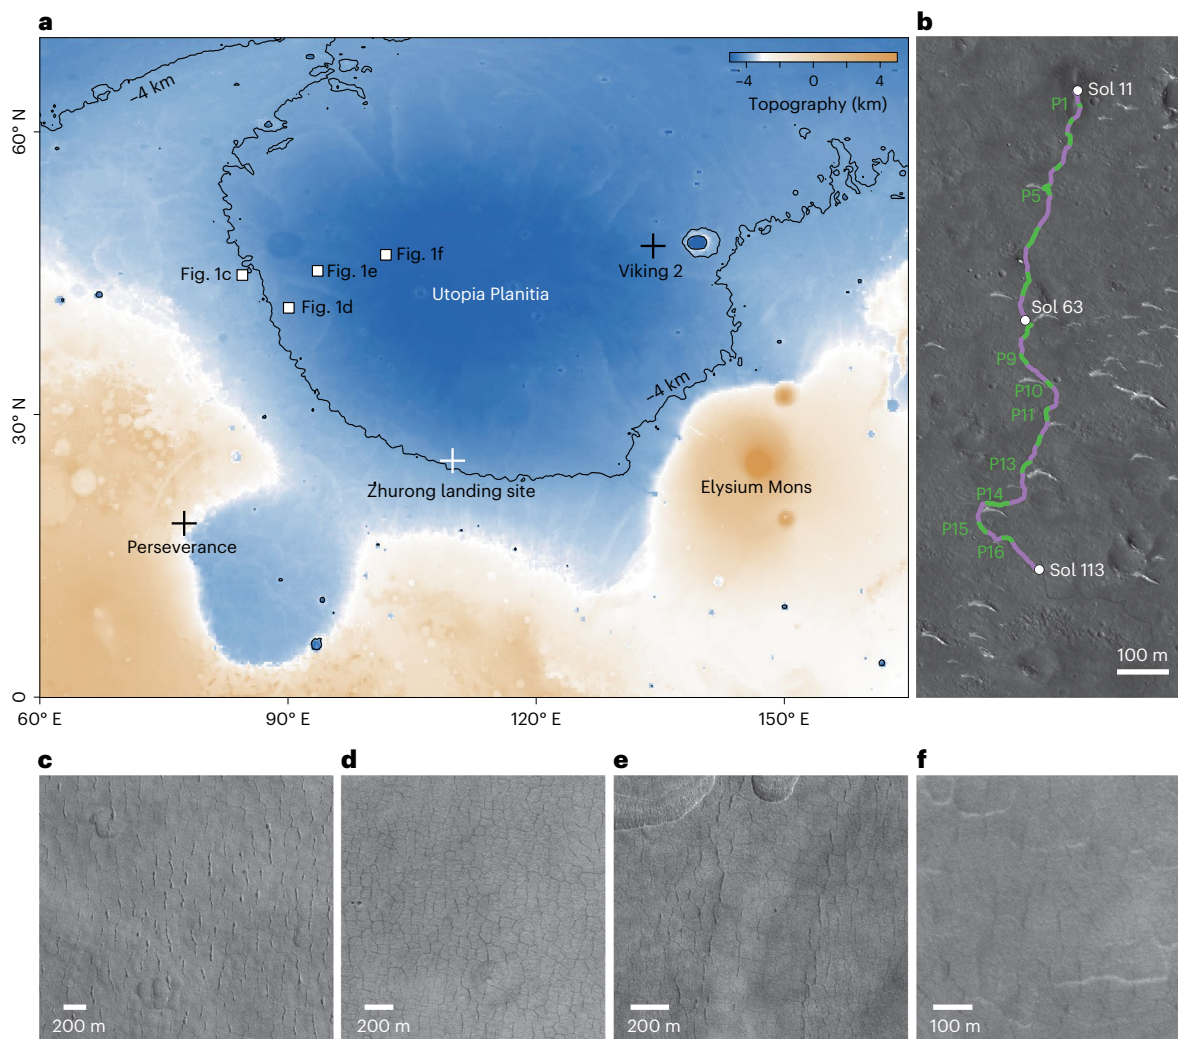 a
b
−4 km
−4
0
4
Topography (km)
60° N
30° N
0
Fig. 1c
Fig. 1e
Fig. 1f
Fig. 1d
Utopia Planitia
Viking 2
−4 km
Zhurong landing site
Elysium Mons
Perseverance
60° E
90° E
120° E
150° E
Sol 11
P1
P5
Sol 63
P9
P10
P11
P13
P14
P15
P16
Sol 113
100 m
c
d
e
f
200 m
200 m
200 m
100 m